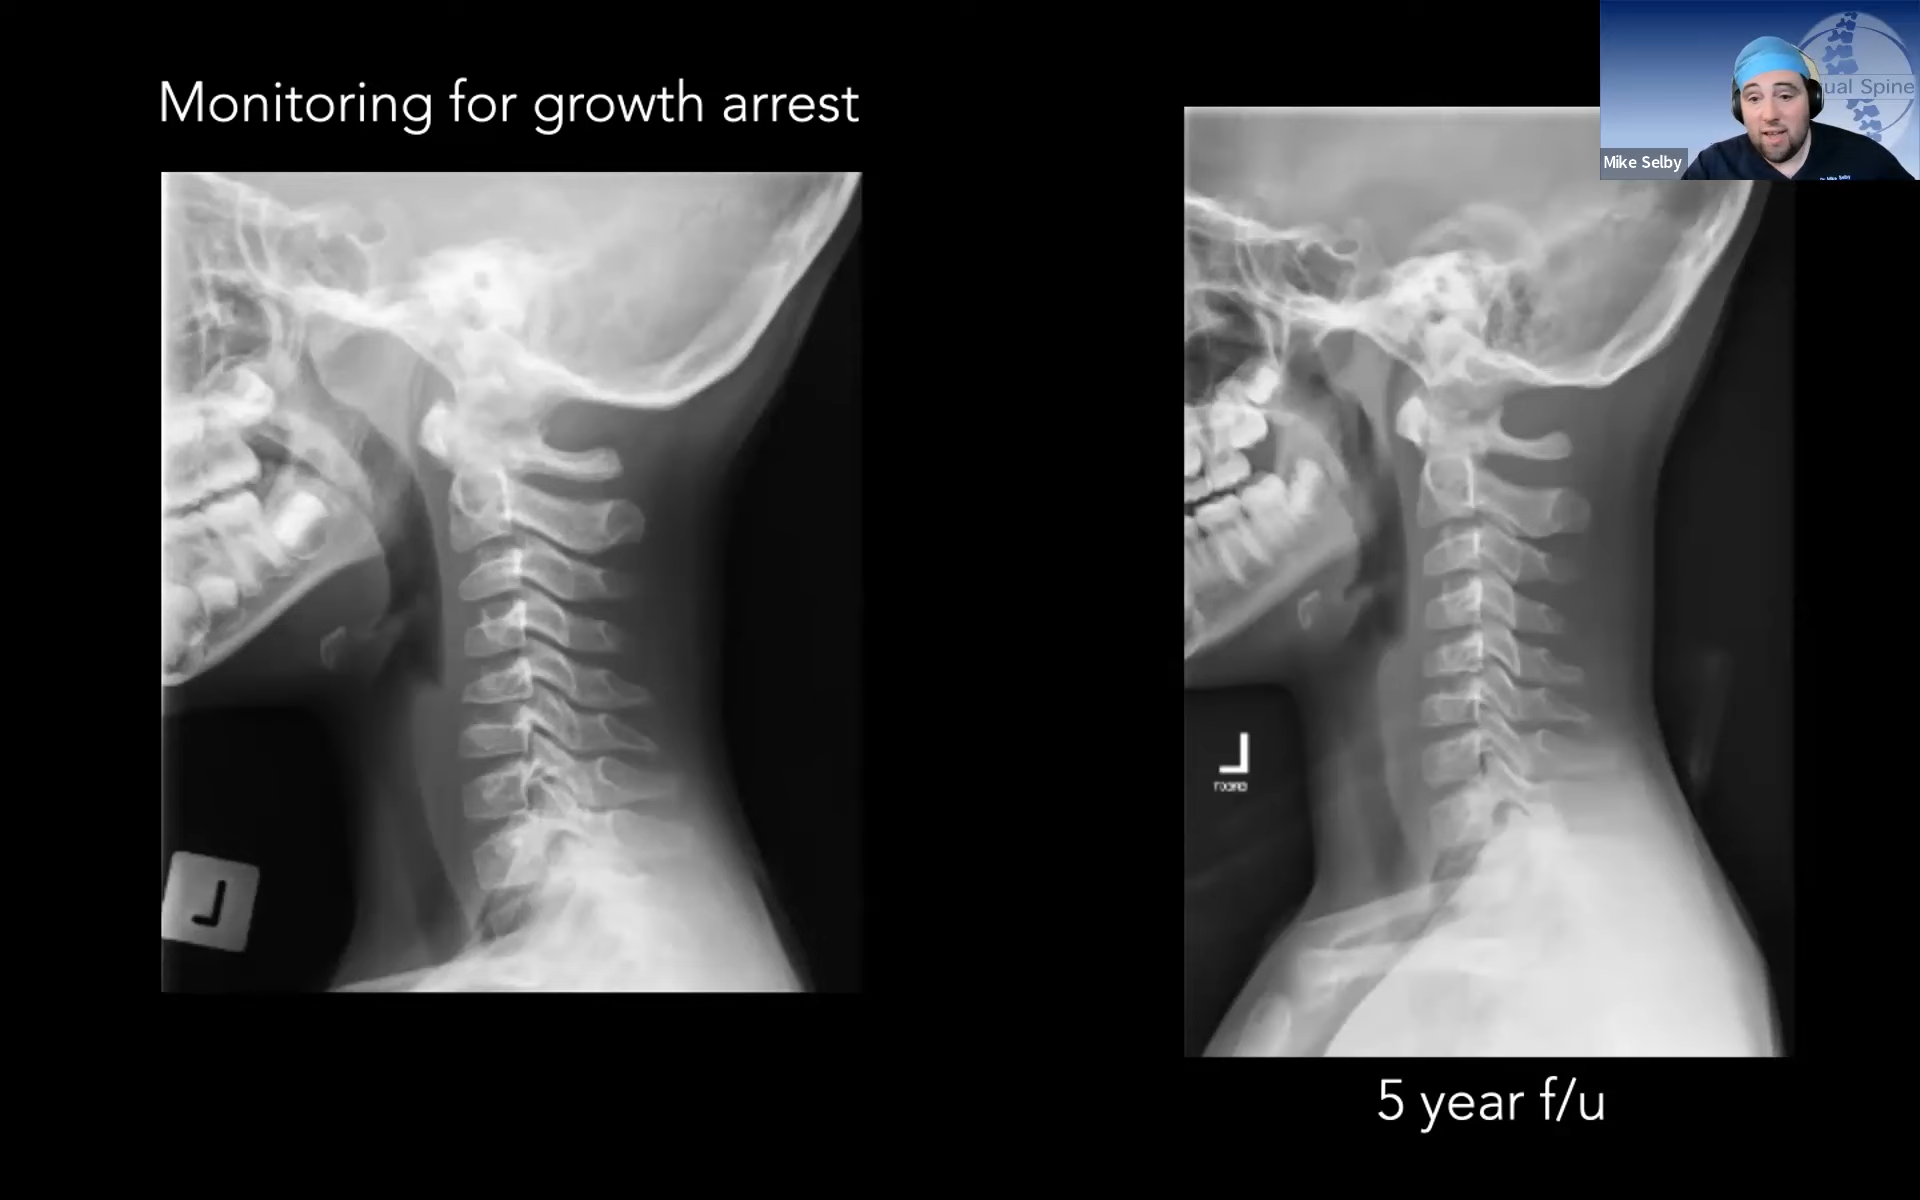 Monitoring for growth arrest
ual Spine
Mike Selby
L
L
5 year f/u